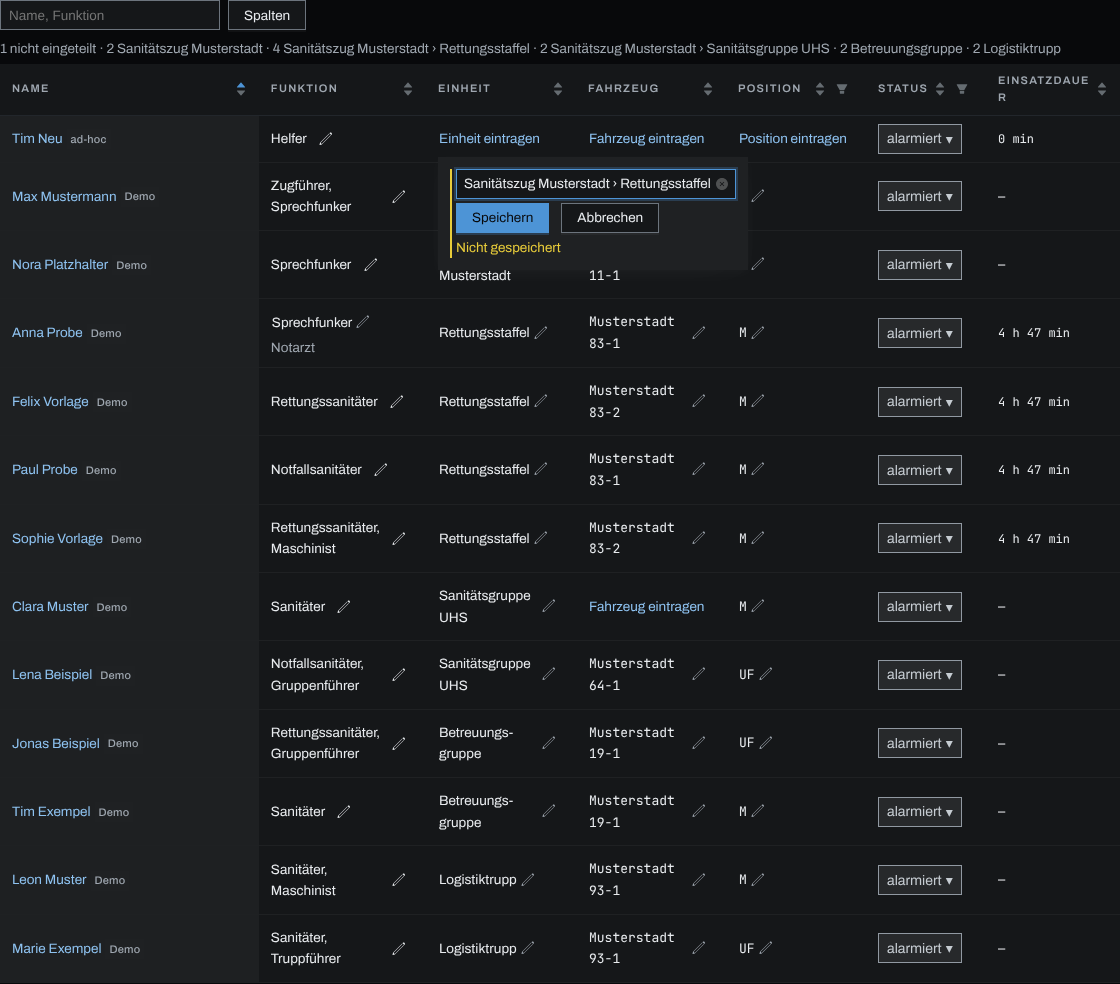 Name, Funktion
Spalten
1 nicht eingeteilt · 2 Sanitätszug Musterstadt · 4 Sanitätszug Musterstadt › Rettungsstaffel · 2 Sanitätszug Musterstadt › Sanitätsgruppe UHS · 2 Betreuungsgruppe · 2 Logistiktrupp
NAME FUNKTION EINHEIT FAHRZEUG POSITION STATUS EINSATZDAUE
R
Tim Neu ad-hoc Helfer Einheit eintragen Fahrzeug eintragen Position eintragen alarmiert ▾ 0 min
Sanitätszug Musterstadt › Rettungsstaffel
Zugführer,
Max Mustermann Demo alarmiert ▾ –
Sprechfunker
Speichern Abbrechen
Nicht gespeichert
Nora Platzhalter Demo Sprechfunker alarmiert ▾ –
Musterstadt 11-1
Sprechfunker Musterstadt
Anna Probe Demo Rettungsstaffel M alarmiert ▾ 4 h 47 min
Notarzt 83-1
Musterstadt
Felix Vorlage Demo Rettungssanitäter Rettungsstaffel M alarmiert ▾ 4 h 47 min
83-2
Musterstadt
Paul Probe Demo Notfallsanitäter Rettungsstaffel M alarmiert ▾ 4 h 47 min
83-1
Rettungssanitäter, Musterstadt
Sophie Vorlage Demo Rettungsstaffel M alarmiert ▾ 4 h 47 min
Maschinist 83-2
Sanitätsgruppe
Clara Muster Demo Sanitäter Fahrzeug eintragen M alarmiert ▾ –
UHS
Notfallsanitäter, Sanitätsgruppe Musterstadt
Lena Beispiel Demo UF alarmiert ▾ –
Gruppenführer UHS 64-1
Rettungssanitäter, Betreuungs- Musterstadt
Jonas Beispiel Demo UF alarmiert ▾ –
Gruppenführer gruppe 19-1
Betreuungs- Musterstadt
Tim Exempel Demo Sanitäter M alarmiert ▾ –
gruppe 19-1
Sanitäter, Musterstadt
Leon Muster Demo Logistiktrupp M alarmiert ▾ –
Maschinist 93-1
Sanitäter, Musterstadt
Marie Exempel Demo Logistiktrupp UF alarmiert ▾ –
Truppführer 93-1